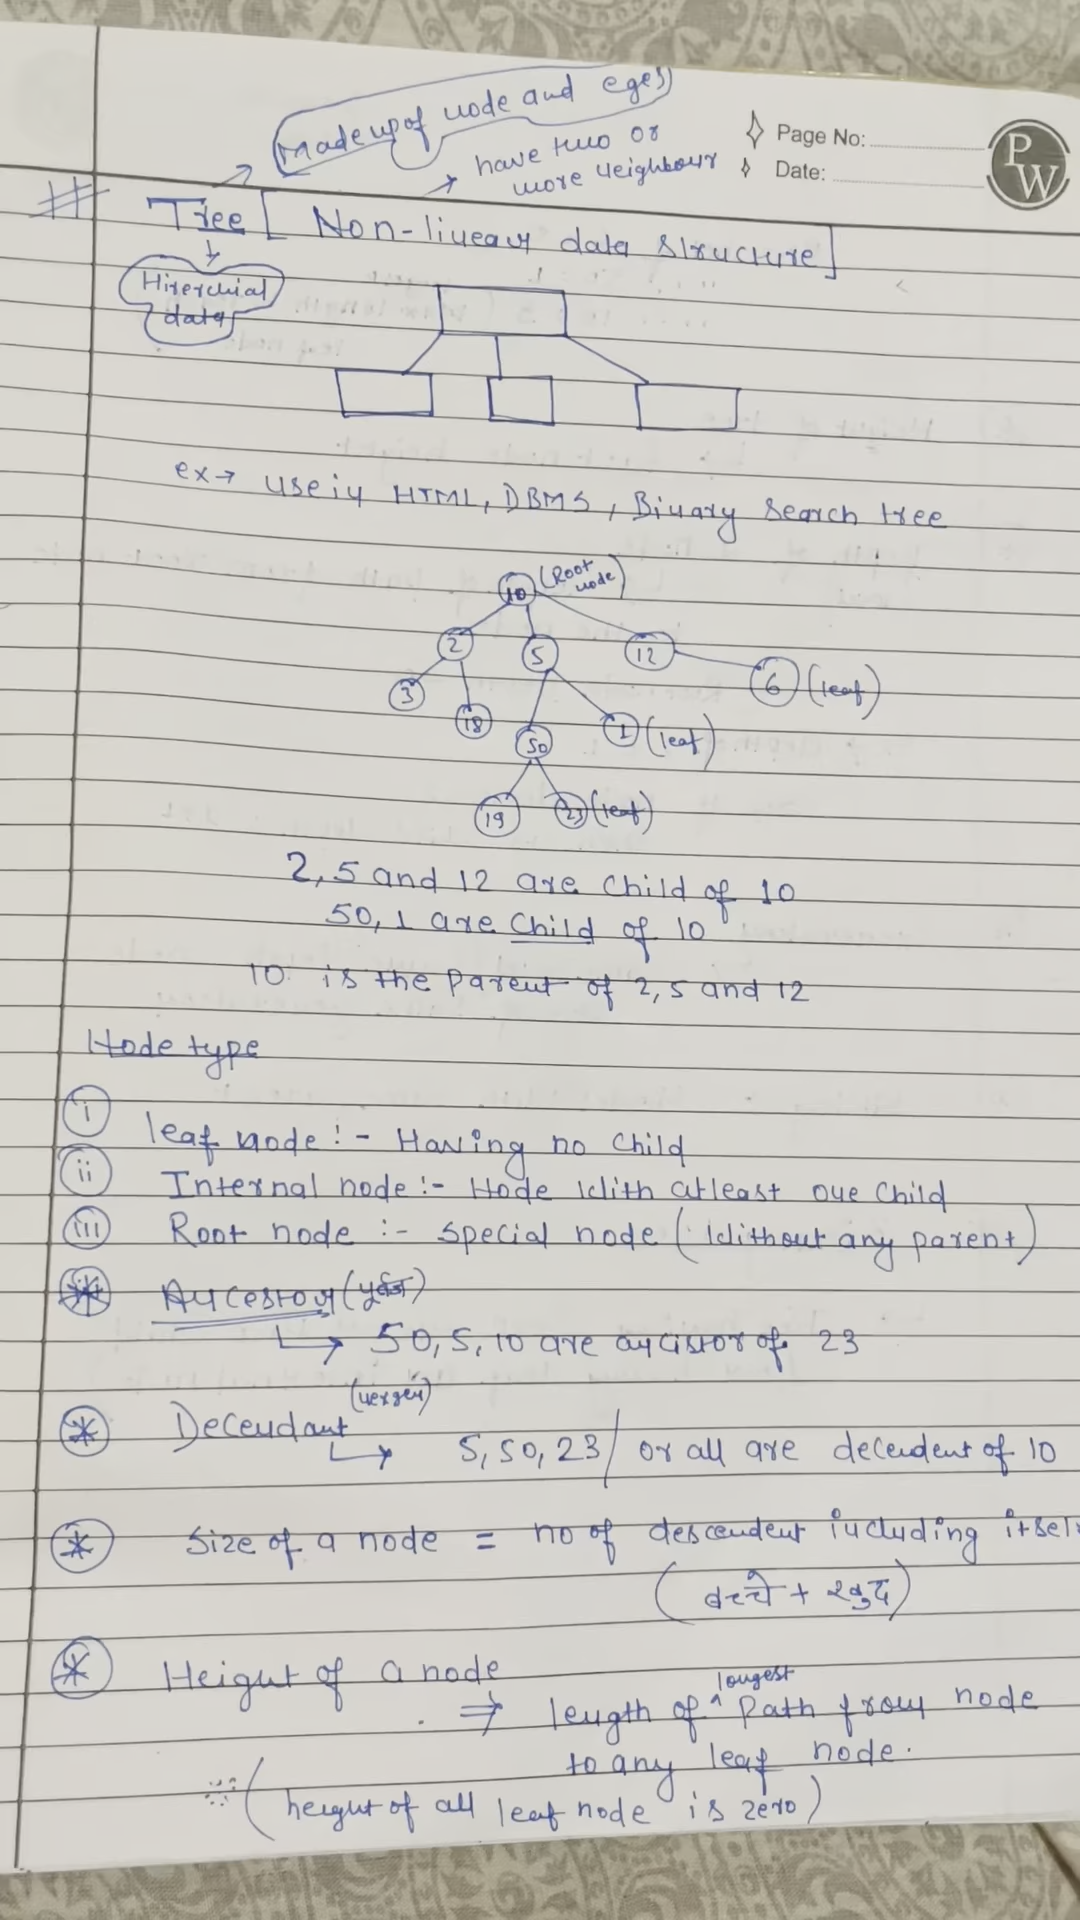 Made up of node and eges
have two or
more neighbour
Page No:
Date:
PW
# Tree [ Non-linear data structure ]
Hirerchial
data
ex → use in HTML, DBMS, Binary Search tree
10 (Root node)
2 5 12
3 18 50 1 (leaf) 6 (leaf)
19 23 (leaf)
2, 5 and 12 are Child of 10
50, 1 are Child of 10
10 is the Parent of 2, 5 and 12
Node type
(i) leaf node :- Having no child
(ii) Internal node :- Node With atleast one Child
(iii) Root node :- special node ( Without any parent )
* Ancestor (पूर्वज)
↳ 50, 5, 10 are ancistor of 23
* Decendant
↳ 5, 50, 23 / or all are decendent of 10
* Size of a node = no of descendent including itsel
( बच्चे + खुद )
* Height of a node
⇒ length of ^ longest Path from node
to any leaf node.
( height of all leaf node is zero )